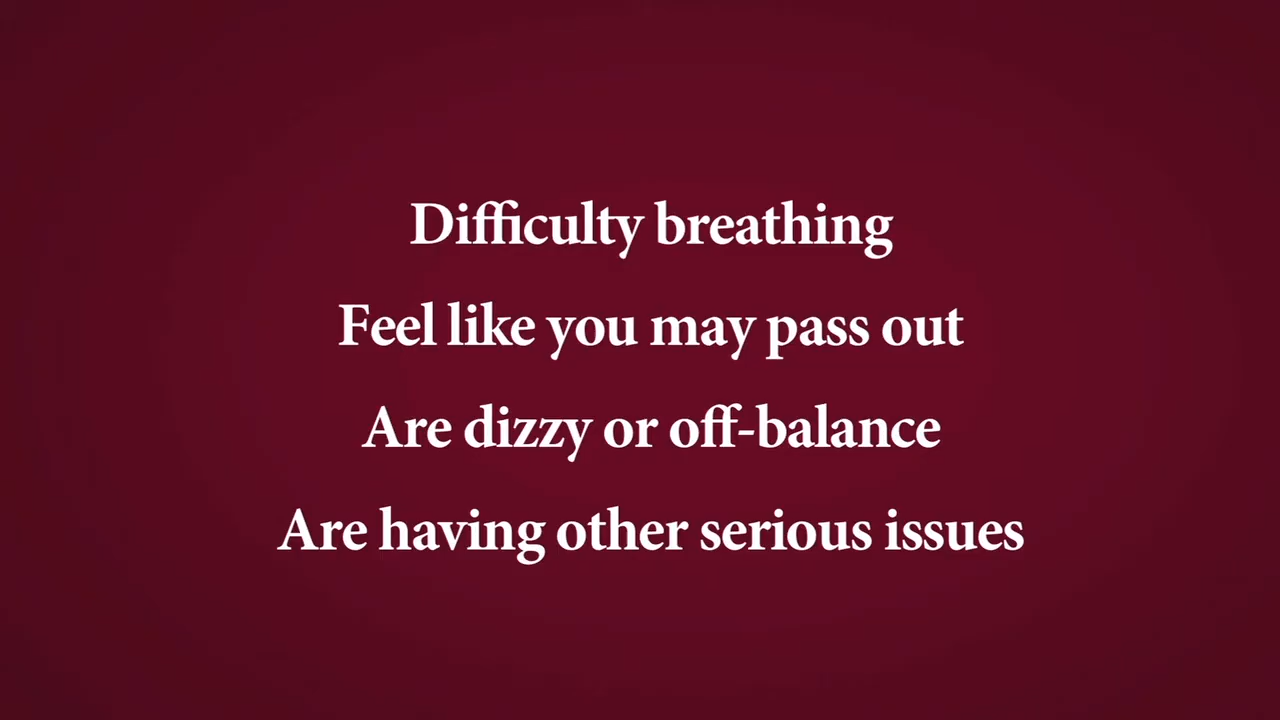 Difficulty breathing
Feel like you may pass out
Are dizzy or off-balance
Are having other serious issues